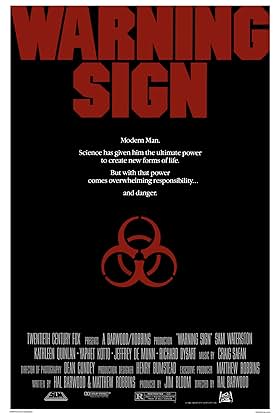 WARNING
SIGN
Modern Man.
Science has given him the ultimate power
to create new forms of life.
But with that power
comes overwhelming responsibility...
and danger.
TWENTIETH CENTURY FOX PRESENTS A BARWOOD/ROBBINS PRODUCTION "WARNING SIGN" SAM WATERSTON
KATHLEEN QUINLAN · YAPHET KOTTO · JEFFREY DE MUNN · RICHARD DYSART MUSIC BY CRAIG SAFAN
DIRECTOR OF PHOTOGRAPHY DEAN CUNDEY PRODUCTION DESIGNER HENRY BUMSTEAD EXECUTIVE PRODUCER MATTHEW ROBBINS
WRITTEN BY HAL BARWOOD & MATTHEW ROBBINS PRODUCED BY JIM BLOOM DIRECTED BY HAL BARWOOD
R